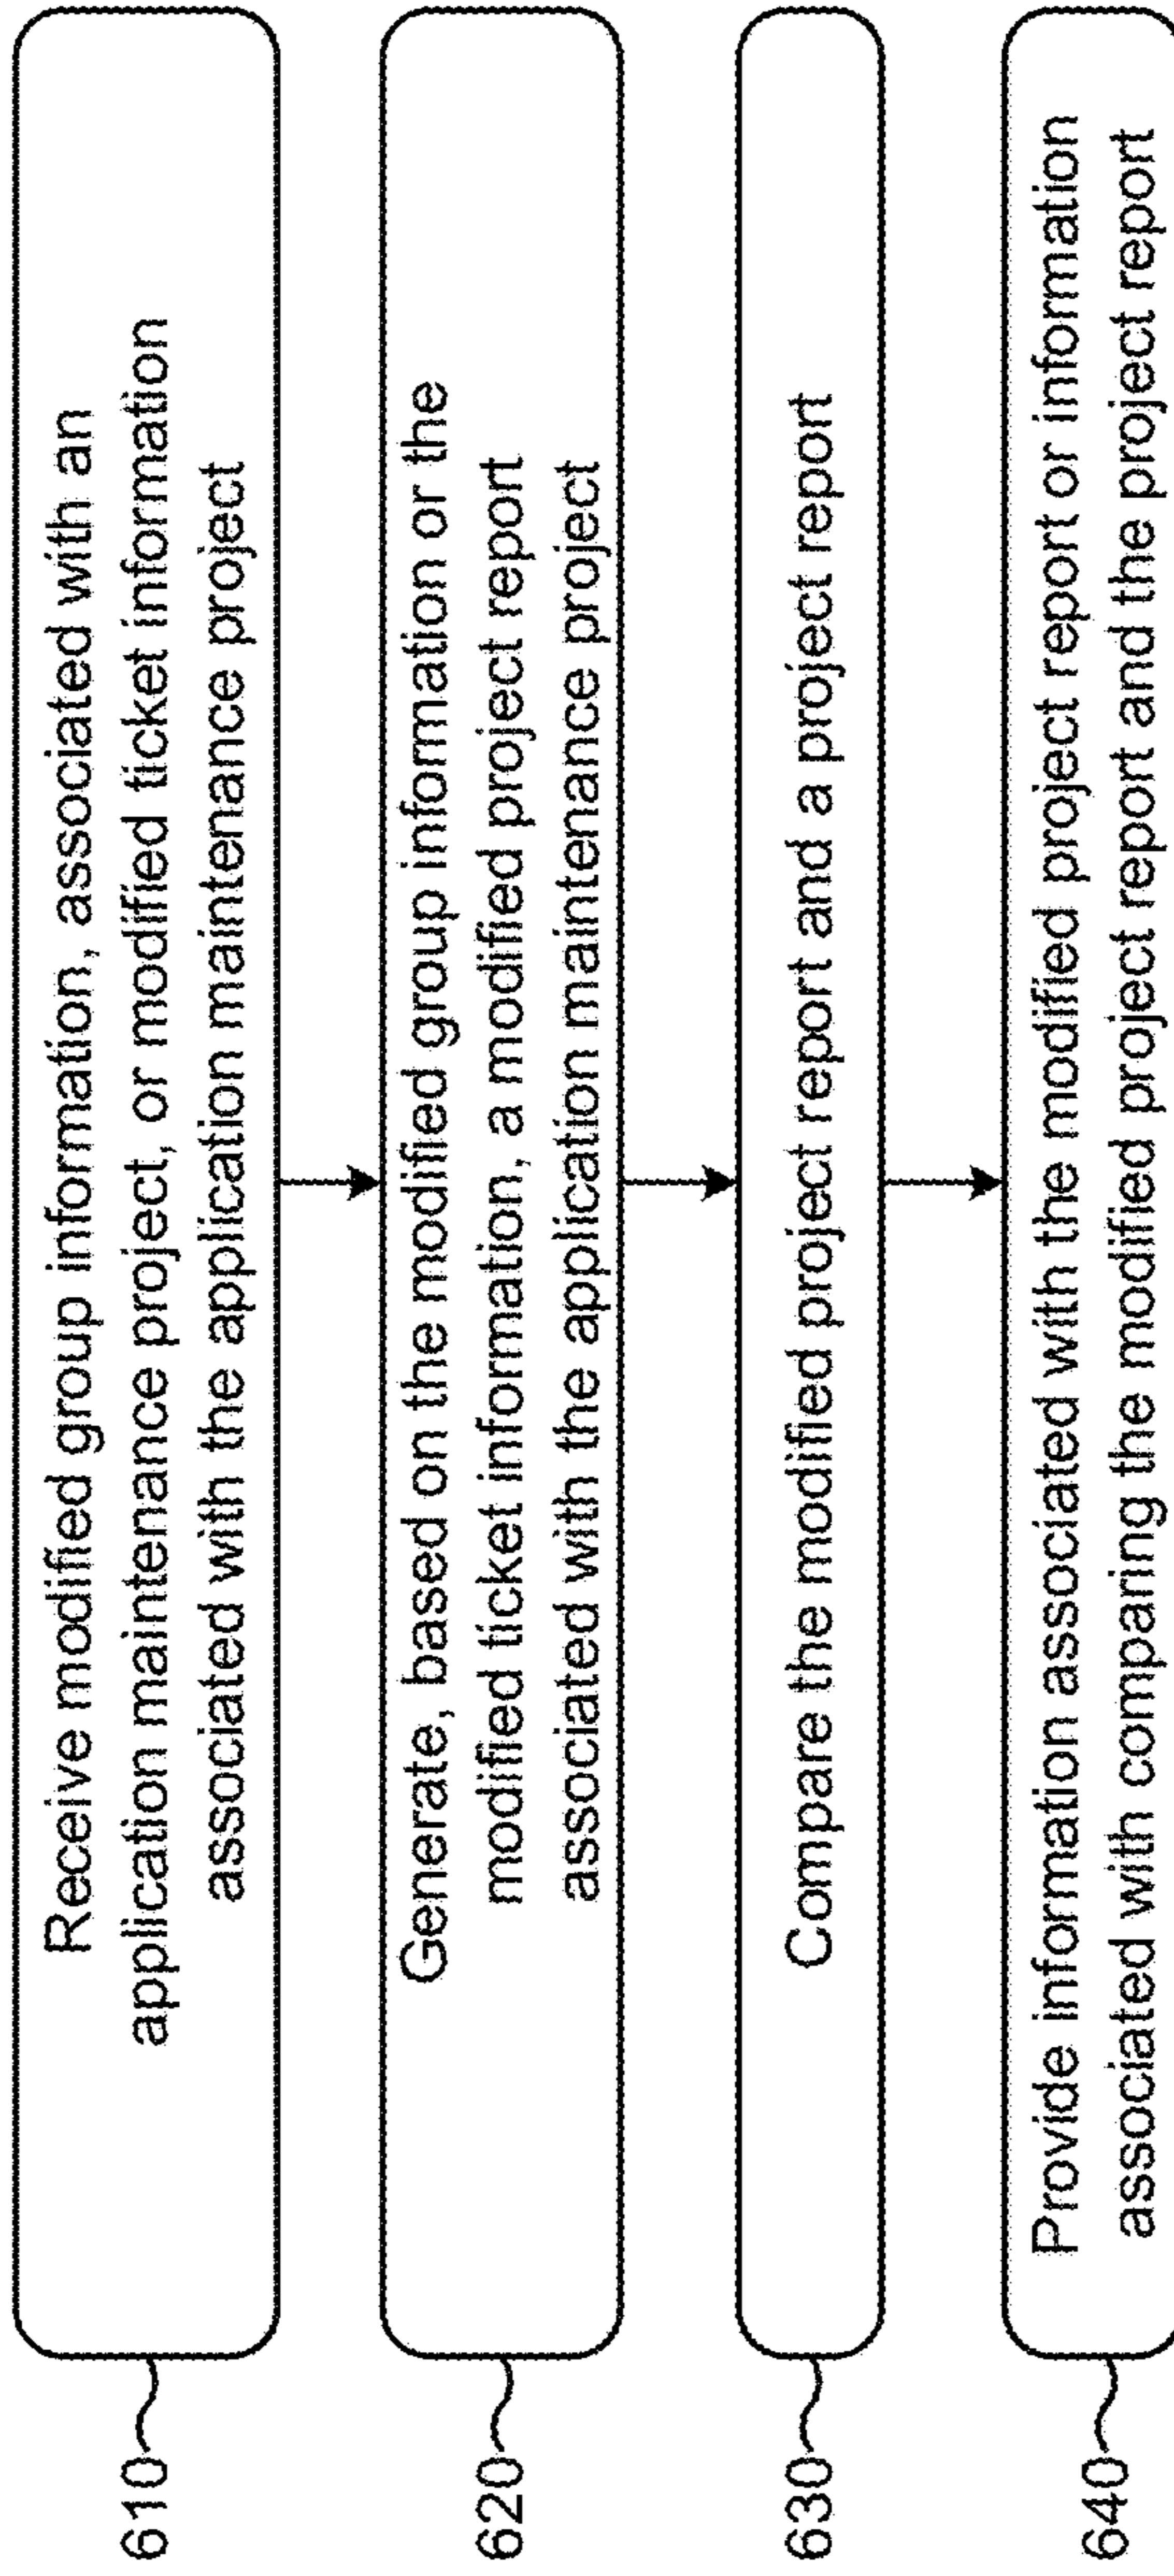 610
Receive modified group information, associated with an
application maintenance project, or modified ticket information
associated with the application maintenance project
620
Generate, based on the modified group information or the
modified ticket information, a modified project report
associated with the application maintenance project
630
Compare the modified project report and a project report
640
Provide information associated with the modified project report or information
associated with comparing the modified project report and the project report